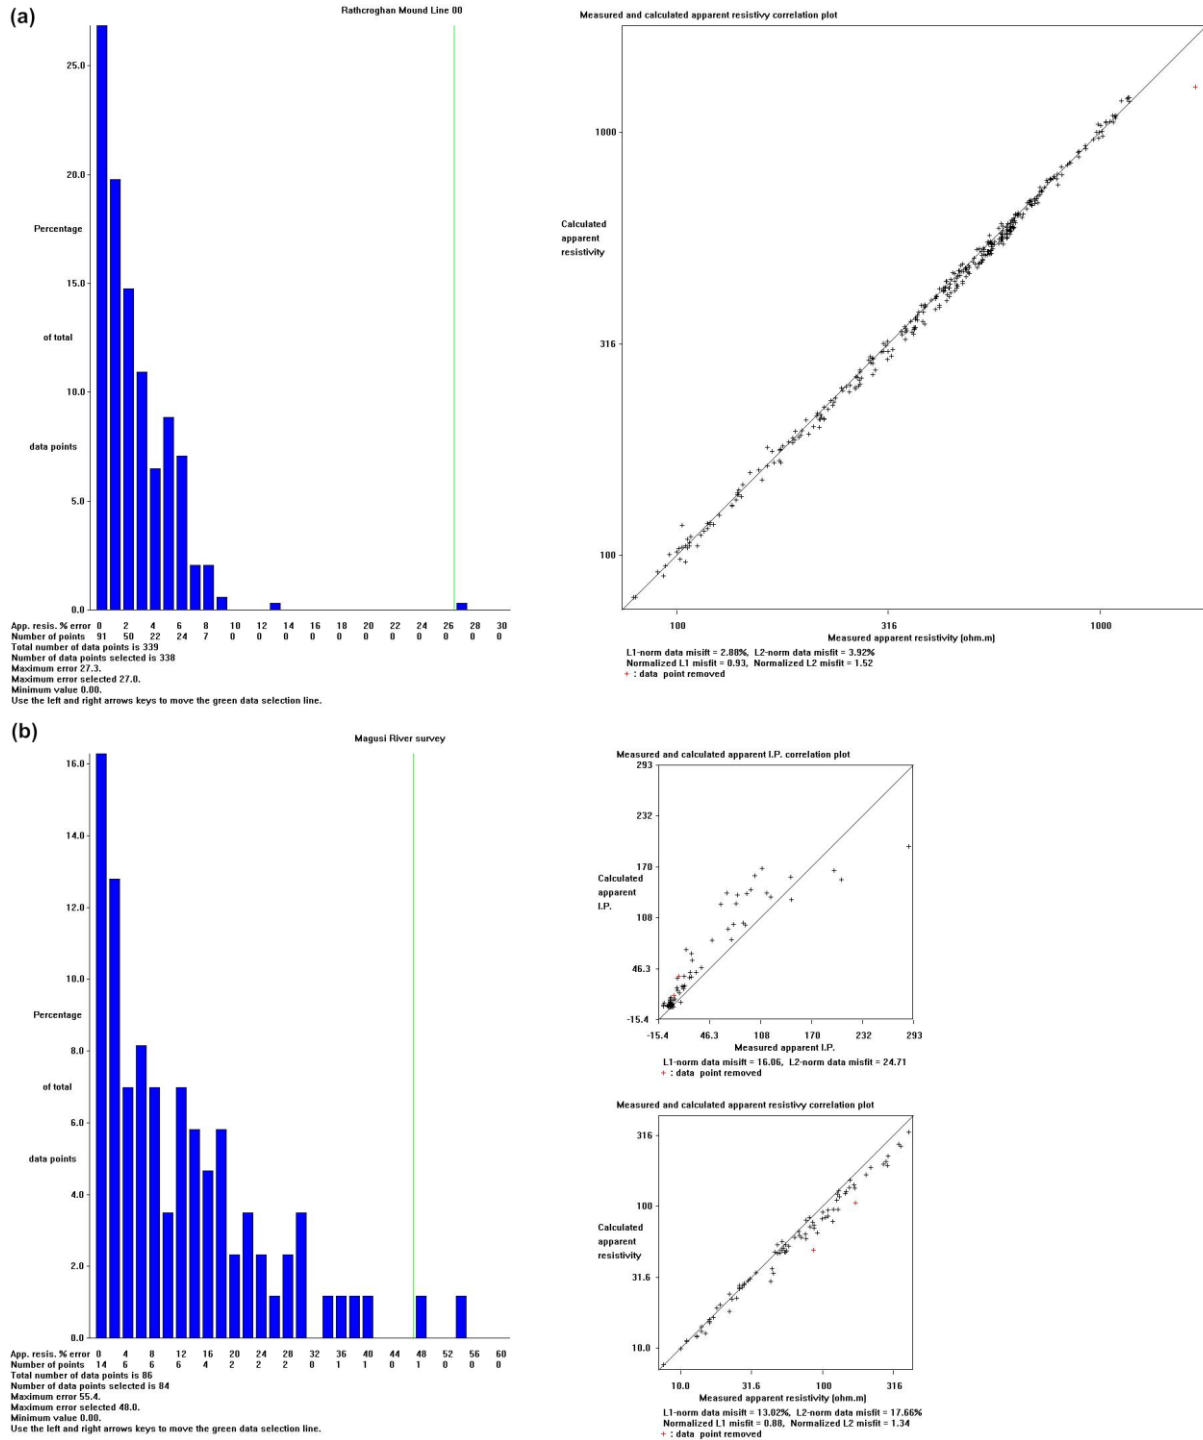 (a)
Rathcroghan Mound Line 00
25.0
20.0
Percentage
15.0
of total
10.0
data points
5.0
0.0
App. resis. % error 0 2 4 6 8 10 12 14 16 18 20 22 24 26 28 30
Number of points 91 50 22 24 7 0 0 0 0 0 0 0 0 0 0 0
Total number of data points is 339
Number of data points selected is 338
Maximum error 27.3.
Maximum error selected 27.0.
Minimum value 0.00.
Use the left and right arrows keys to move the green data selection line.
Measured and calculated apparent resistivy correlation plot
1000
Calculated
apparent
resistivity
316
100
100 316 1000
Measured apparent resistivity (ohm.m)
L1-norm data misift = 2.88%, L2-norm data misfit = 3.92%
Normalized L1 misfit = 0.93, Normalized L2 misfit = 1.52
+ : data point removed
(b)
Magusi River survey
16.0
14.0
12.0
10.0
Percentage
8.0
of total
6.0
data points
4.0
2.0
0.0
App. resis. % error 0 4 8 12 16 20 24 28 32 36 40 44 48 52 56 60
Number of points 14 6 6 6 4 2 2 2 0 1 1 0 1 0 0 0
Total number of data points is 86
Number of data points selected is 84
Maximum error 55.4.
Maximum error selected 48.0.
Minimum value 0.00.
Use the left and right arrows keys to move the green data selection line.
Measured and calculated apparent I.P. correlation plot
293
232
170
Calculated
apparent
I.P.
108
46.3
-15.4
-15.4 46.3 108 170 232 293
Measured apparent I.P.
L1-norm data misift = 16.06, L2-norm data misfit = 24.71
+ : data point removed
Measured and calculated apparent resistivy correlation plot
316
100
Calculated
apparent
resistivity
31.6
10.0
10.0 31.6 100 316
Measured apparent resistivity (ohm.m)
L1-norm data misift = 13.02%, L2-norm data misfit = 17.66%
Normalized L1 misfit = 0.88, Normalized L2 misfit = 1.34
+ : data point removed